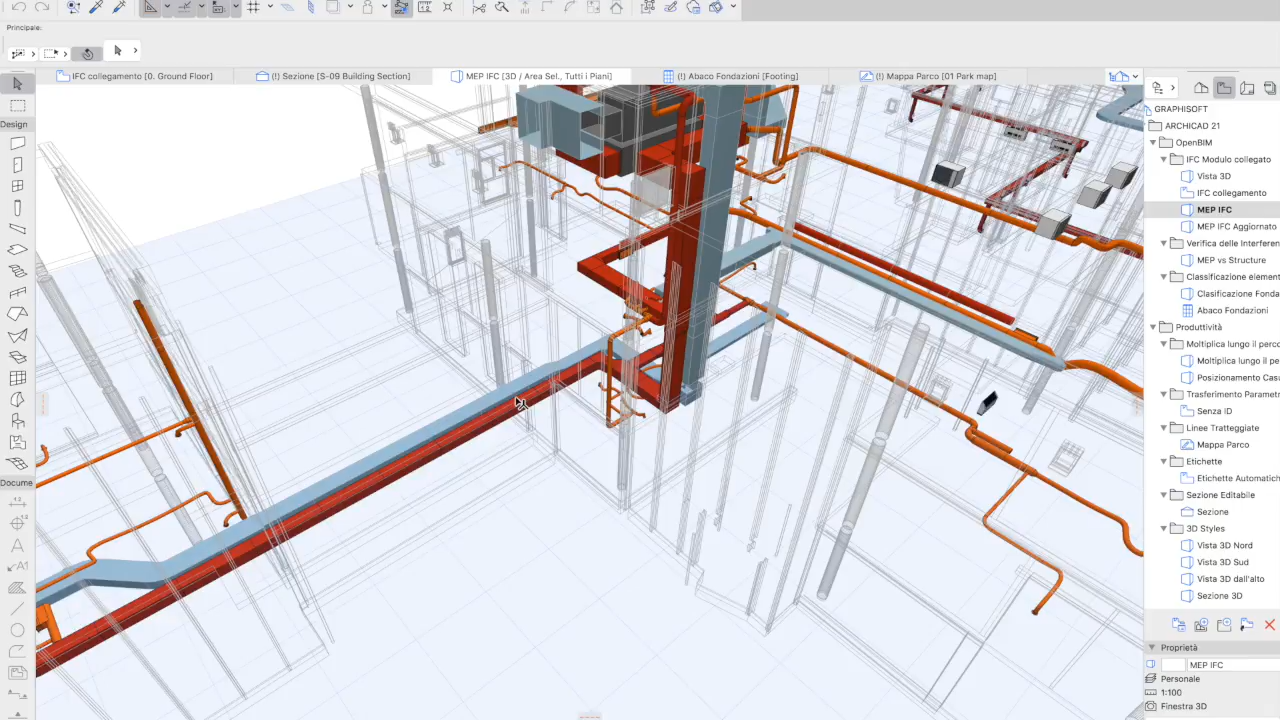 Principale:
IFC collegamento [0. Ground Floor]
(!) Sezione [S-09 Building Section]
MEP IFC [3D / Area Sel., Tutti i Piani]
(!) Abaco Fondazioni [Footing]
(!) Mappa Parco [01 Park map]
Design
Docume
GRAPHISOFT
ARCHICAD 21
OpenBIM
IFC Modulo collegato
Vista 3D
IFC collegamento
MEP IFC
MEP IFC Aggiornato
Verifica delle Interferen
MEP vs Structure
Classificazione element
Clasificazione Fonda
Abaco Fondazioni
Produttività
Moltiplica lungo il perco
Moltiplica lungo il pe
Posizionamento Casu
Trasferimento Parametr
Senza ID
Linee Tratteggiate
Mappa Parco
Etichette
Etichette Automatich
Sezione Editabile
Sezione
3D Styles
Vista 3D Nord
Vista 3D Sud
Vista 3D dall'alto
Sezione 3D
Proprietà
MEP IFC
Personale
1:100
Finestra 3D